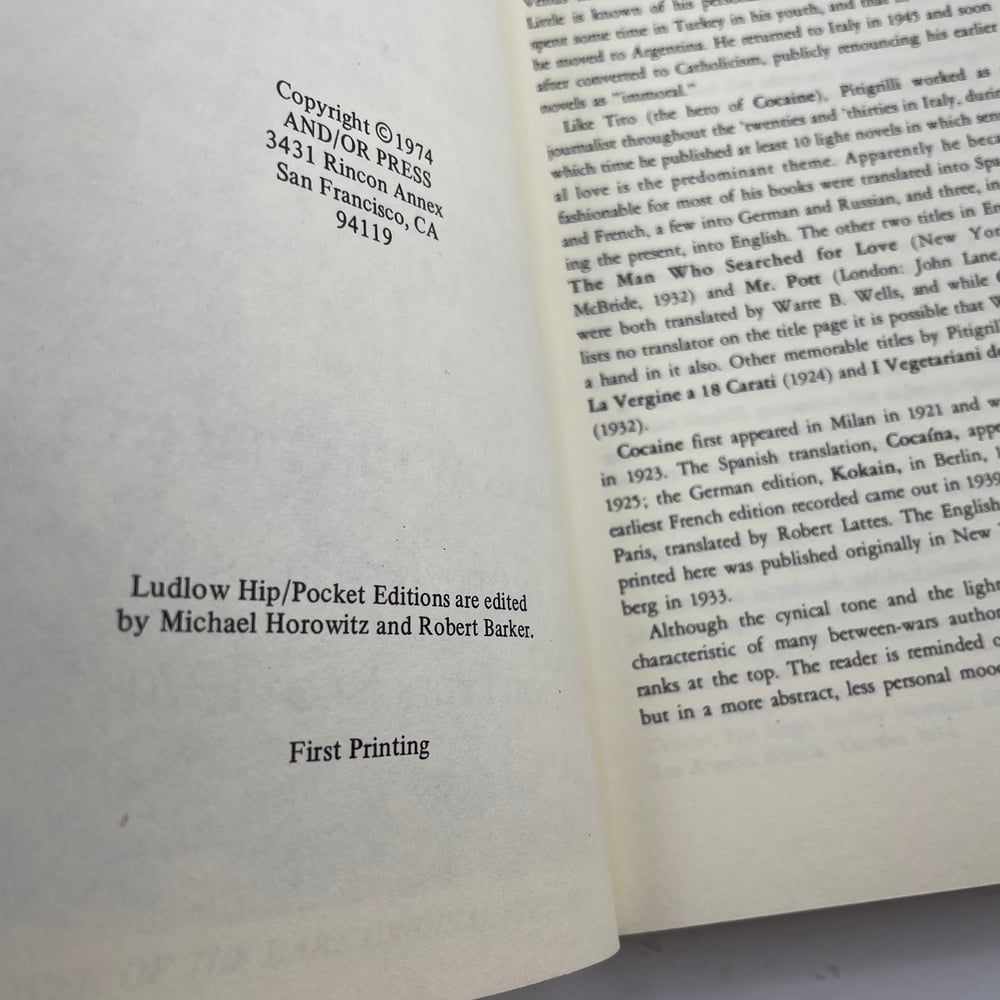 Copyright ©1974
AND/OR PRESS
3431 Rincon Annex
San Francisco, CA
94119
Ludlow Hip/Pocket Editions are edited
by Michael Horowitz and Robert Barker.
First Printing
Little is known of his
spent some time in Turkey in his youth, and that
he moved to Argentina. He returned to Italy in 1945 and soon
after converted to Catholicism, publicly renouncing his earlier
novels as "immoral."
Like Tito (the hero of Cocaine), Pitigrilli worked as
journalist throughout the 'twenties and 'thirties in Italy,
which time he published at least 10 light novels in which
al love is the predominant theme. Apparently he
fashionable for most of his books were translated into
and French, a few into German and Russian, and three,
ing the present, into English. The other two titles in
The Man Who Searched for Love (New
McBride, 1932) and Mr. Pott (London: John Lane,
were both translated by Warre B. Wells, and while
lists no translator on the title page it is possible that
a hand in it also. Other memorable titles by
La Vergine a 18 Carati (1924) and I Vegetariani
(1932).
Cocaine first appeared in Milan in 1921 and
in 1923. The Spanish translation, Cocaína,
1925; the German edition, Kokain, in Berlin,
earliest French edition recorded came out in 1939
Paris, translated by Robert Lattes. The English
printed here was published originally in New
berg in 1933.
Although the cynical tone and the light
characteristic of many between-wars
ranks at the top. The reader is reminded
but in a more abstract, less personal